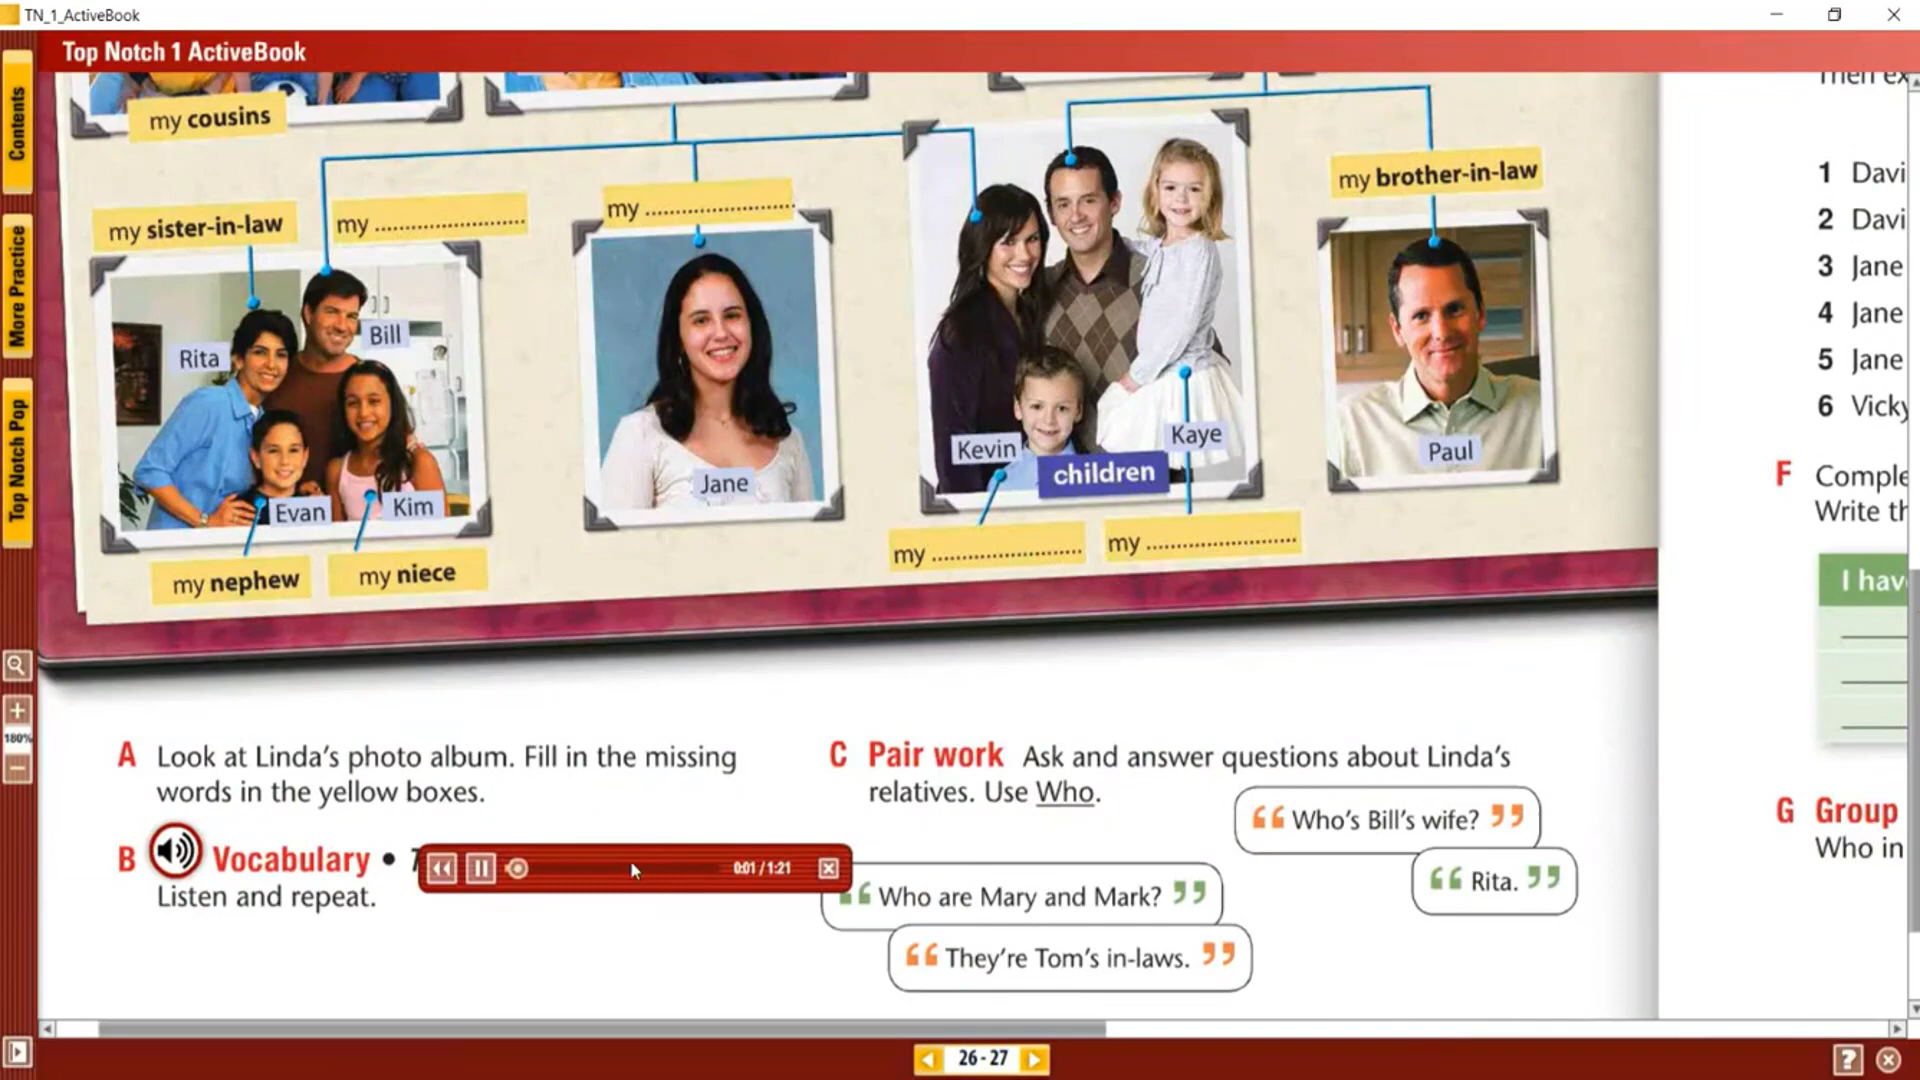 TN_1_ActiveBook
Top Notch 1 ActiveBook
Contents
More Practice
Top Notch Pop
180%
my cousins
my sister-in-law
my ........................
my ........................
my brother-in-law
Rita
Bill
Evan
Kim
Jane
Kevin
Kaye
children
Paul
my nephew
my niece
my ........................
my ........................
A Look at Linda's photo album. Fill in the missing
words in the yellow boxes.
B Vocabulary •
Listen and repeat.
0:01 / 1:21
C Pair work Ask and answer questions about Linda's
relatives. Use Who.
“ Who's Bill's wife? ”
“ Rita. ”
“ Who are Mary and Mark? ”
“ They're Tom's in-laws. ”
Then ex
1 Davi
2 Davi
3 Jane
4 Jane
5 Jane
6 Vicky
F Comple
Write th
I hav
G Group
Who in
26 - 27
?